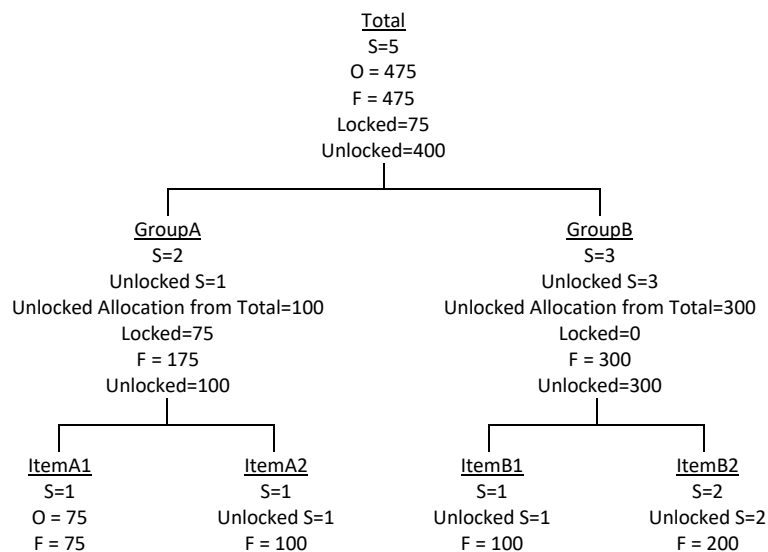 Total
S=5
O = 475
F = 475
Locked=75
Unlocked=400
GroupA
S=2
Unlocked S=1
Unlocked Allocation from Total=100
Locked=75
F = 175
Unlocked=100
GroupB
S=3
Unlocked S=3
Unlocked Allocation from Total=300
Locked=0
F = 300
Unlocked=300
ItemA1
S=1
O = 75
F = 75
ItemA2
S=1
Unlocked S=1
F = 100
ItemB1
S=1
Unlocked S=1
F = 100
ItemB2
S=2
Unlocked S=2
F = 200